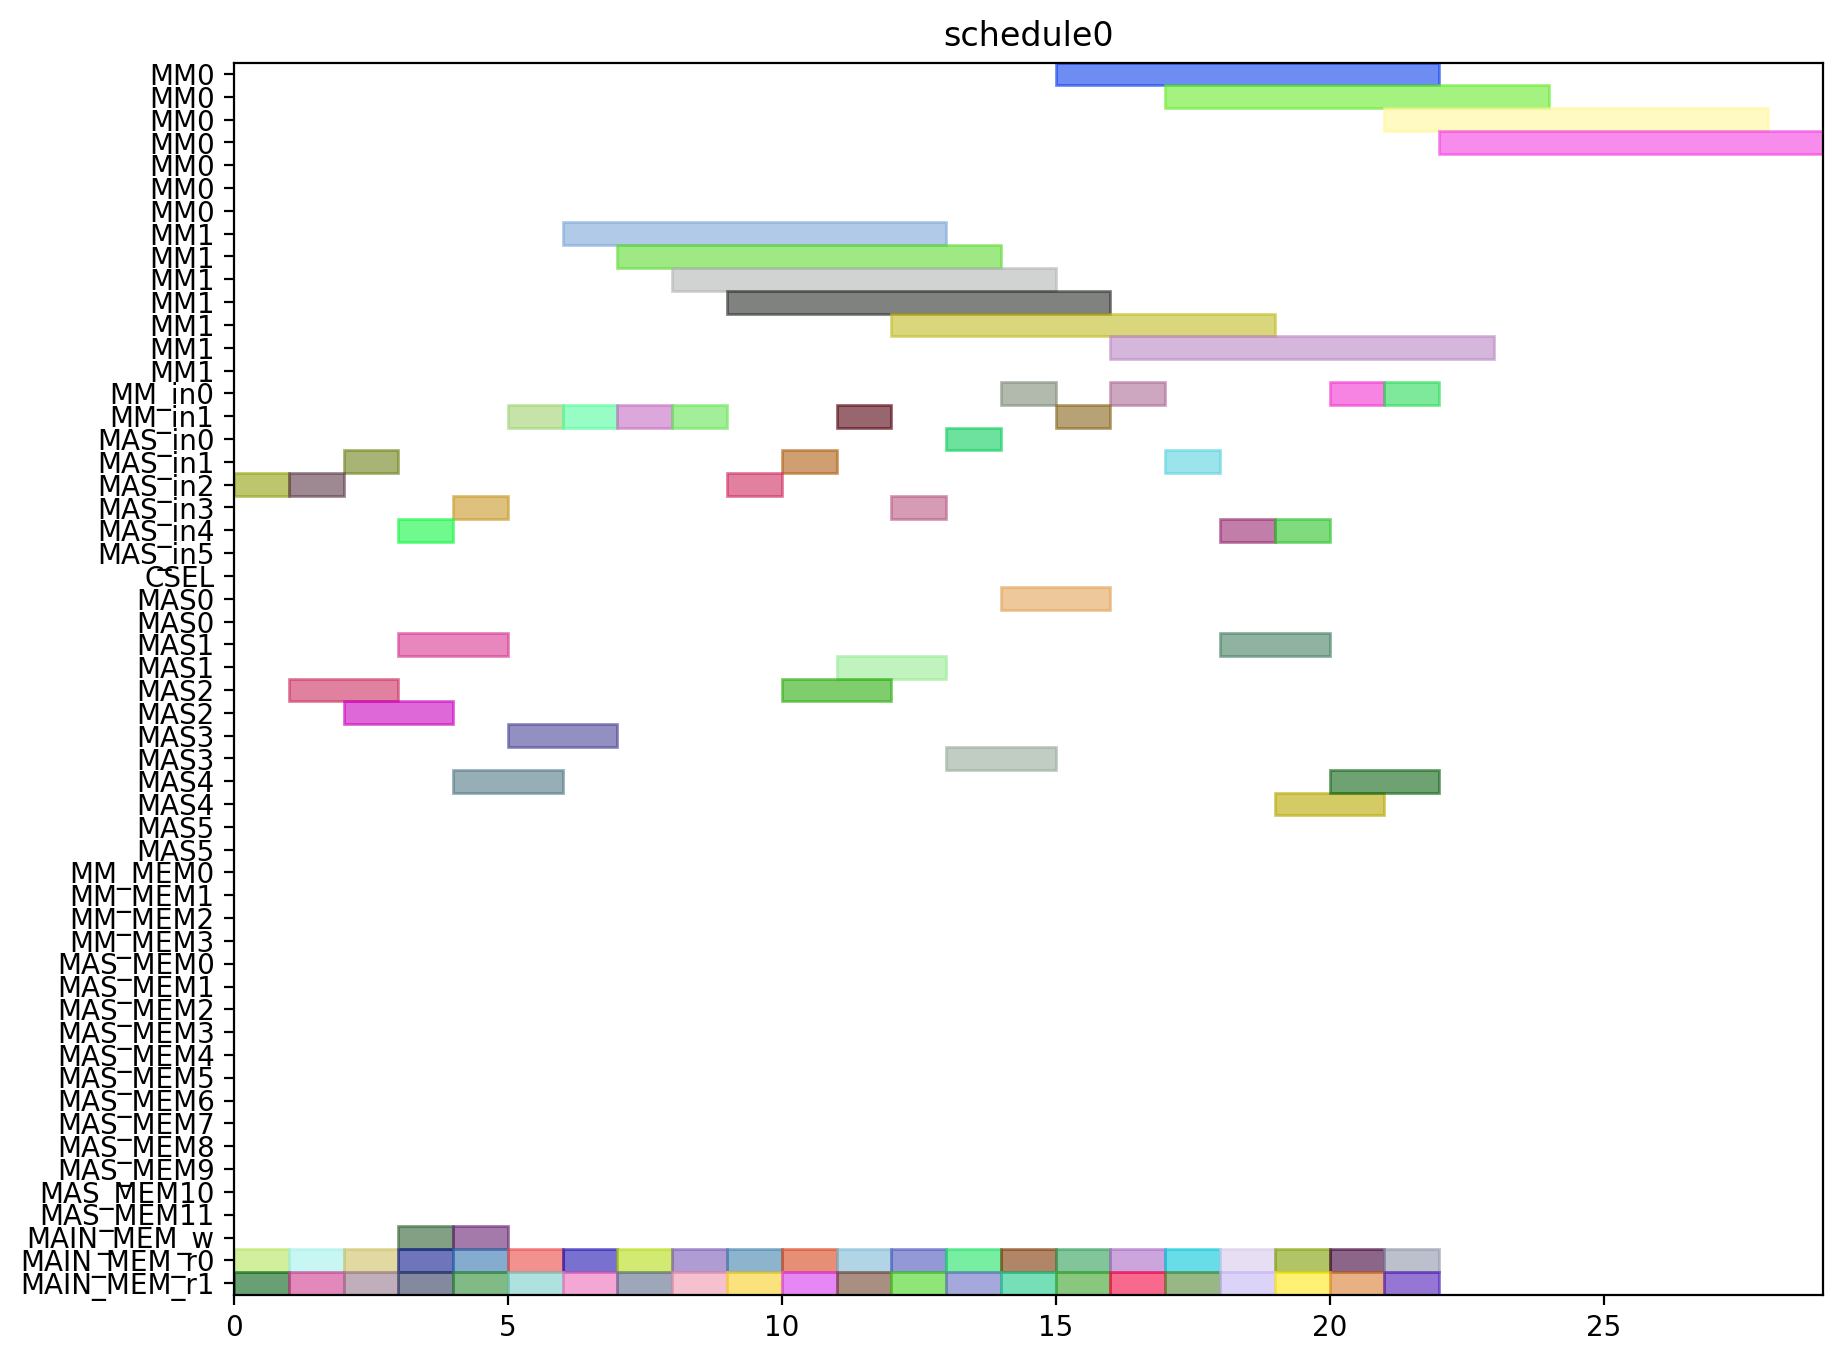 schedule0
MM0
MM0
MM0
MM0
MM0
MM0
MM0
MM1
MM1
MM1
MM1
MM1
MM1
MM1
MM_in0
MM_in1
MAS_in0
MAS_in1
MAS_in2
MAS_in3
MAS_in4
MAS_in5
CSEL
MAS0
MAS0
MAS1
MAS1
MAS2
MAS2
MAS3
MAS3
MAS4
MAS4
MAS5
MAS5
MM_MEM0
MM_MEM1
MM_MEM2
MM_MEM3
MAS_MEM0
MAS_MEM1
MAS_MEM2
MAS_MEM3
MAS_MEM4
MAS_MEM5
MAS_MEM6
MAS_MEM7
MAS_MEM8
MAS_MEM9
MAS_MEM10
MAS_MEM11
MAIN_MEM_w
MAIN_MEM_r0
MAIN_MEM_r1
0 5 10 15 20 25